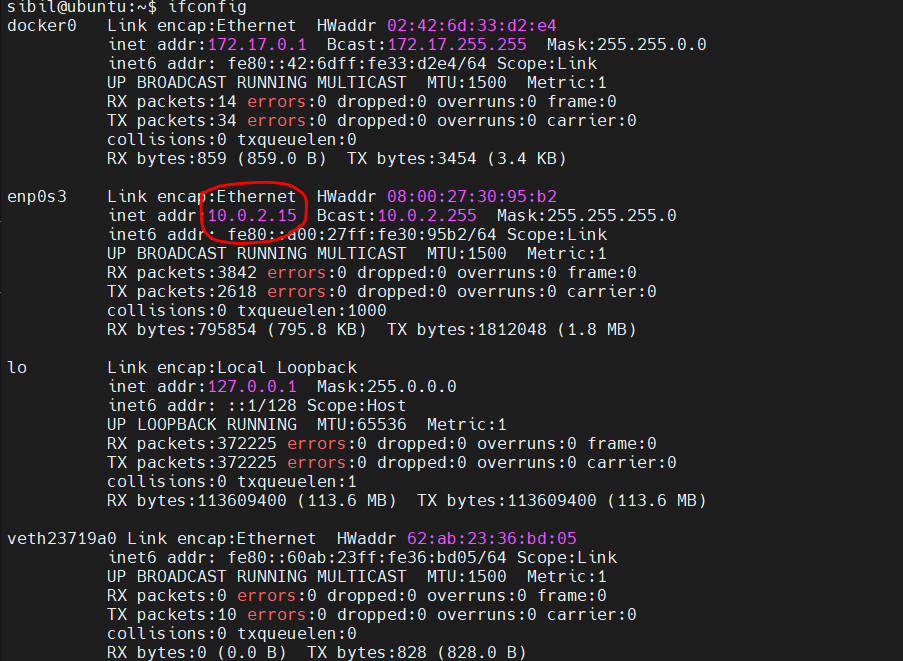 sibil@ubuntu:~$ ifconfig
docker0   Link encap:Ethernet  HWaddr 02:42:6d:33:d2:e4
          inet addr:172.17.0.1  Bcast:172.17.255.255  Mask:255.255.0.0
          inet6 addr: fe80::42:6dff:fe33:d2e4/64 Scope:Link
          UP BROADCAST RUNNING MULTICAST  MTU:1500  Metric:1
          RX packets:14 errors:0 dropped:0 overruns:0 frame:0
          TX packets:34 errors:0 dropped:0 overruns:0 carrier:0
          collisions:0 txqueuelen:0
          RX bytes:859 (859.0 B)  TX bytes:3454 (3.4 KB)

enp0s3    Link encap:Ethernet  HWaddr 08:00:27:30:95:b2
          inet addr:10.0.2.15  Bcast:10.0.2.255  Mask:255.255.255.0
          inet6 addr: fe80::a00:27ff:fe30:95b2/64 Scope:Link
          UP BROADCAST RUNNING MULTICAST  MTU:1500  Metric:1
          RX packets:3842 errors:0 dropped:0 overruns:0 frame:0
          TX packets:2618 errors:0 dropped:0 overruns:0 carrier:0
          collisions:0 txqueuelen:1000
          RX bytes:795854 (795.8 KB)  TX bytes:1812048 (1.8 MB)

lo        Link encap:Local Loopback
          inet addr:127.0.0.1  Mask:255.0.0.0
          inet6 addr: ::1/128 Scope:Host
          UP LOOPBACK RUNNING  MTU:65536  Metric:1
          RX packets:372225 errors:0 dropped:0 overruns:0 frame:0
          TX packets:372225 errors:0 dropped:0 overruns:0 carrier:0
          collisions:0 txqueuelen:1
          RX bytes:113609400 (113.6 MB)  TX bytes:113609400 (113.6 MB)

veth23719a0 Link encap:Ethernet  HWaddr 62:ab:23:36:bd:05
          inet6 addr: fe80::60ab:23ff:fe36:bd05/64 Scope:Link
          UP BROADCAST RUNNING MULTICAST  MTU:1500  Metric:1
          RX packets:0 errors:0 dropped:0 overruns:0 frame:0
          TX packets:10 errors:0 dropped:0 overruns:0 carrier:0
          collisions:0 txqueuelen:0
          RX bytes:0 (0.0 B)  TX bytes:828 (828.0 B)